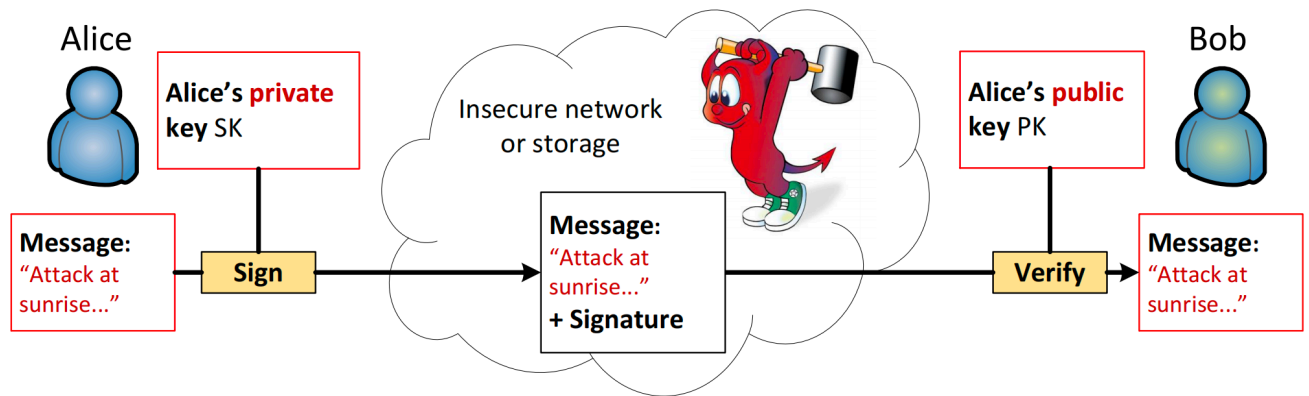 Alice
Alice's private
key SK
Message:
“Attack at
sunrise...”
Sign
Insecure network
or storage
Message:
“Attack at
sunrise...”
+ Signature
Alice's public
key PK
Verify
Bob
Message:
“Attack at
sunrise...”